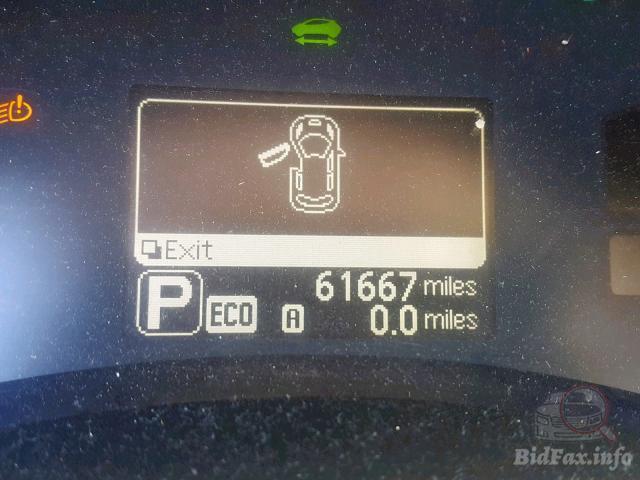 Exit
P ECO 61667 miles
A 0.0 miles
BidFax.info